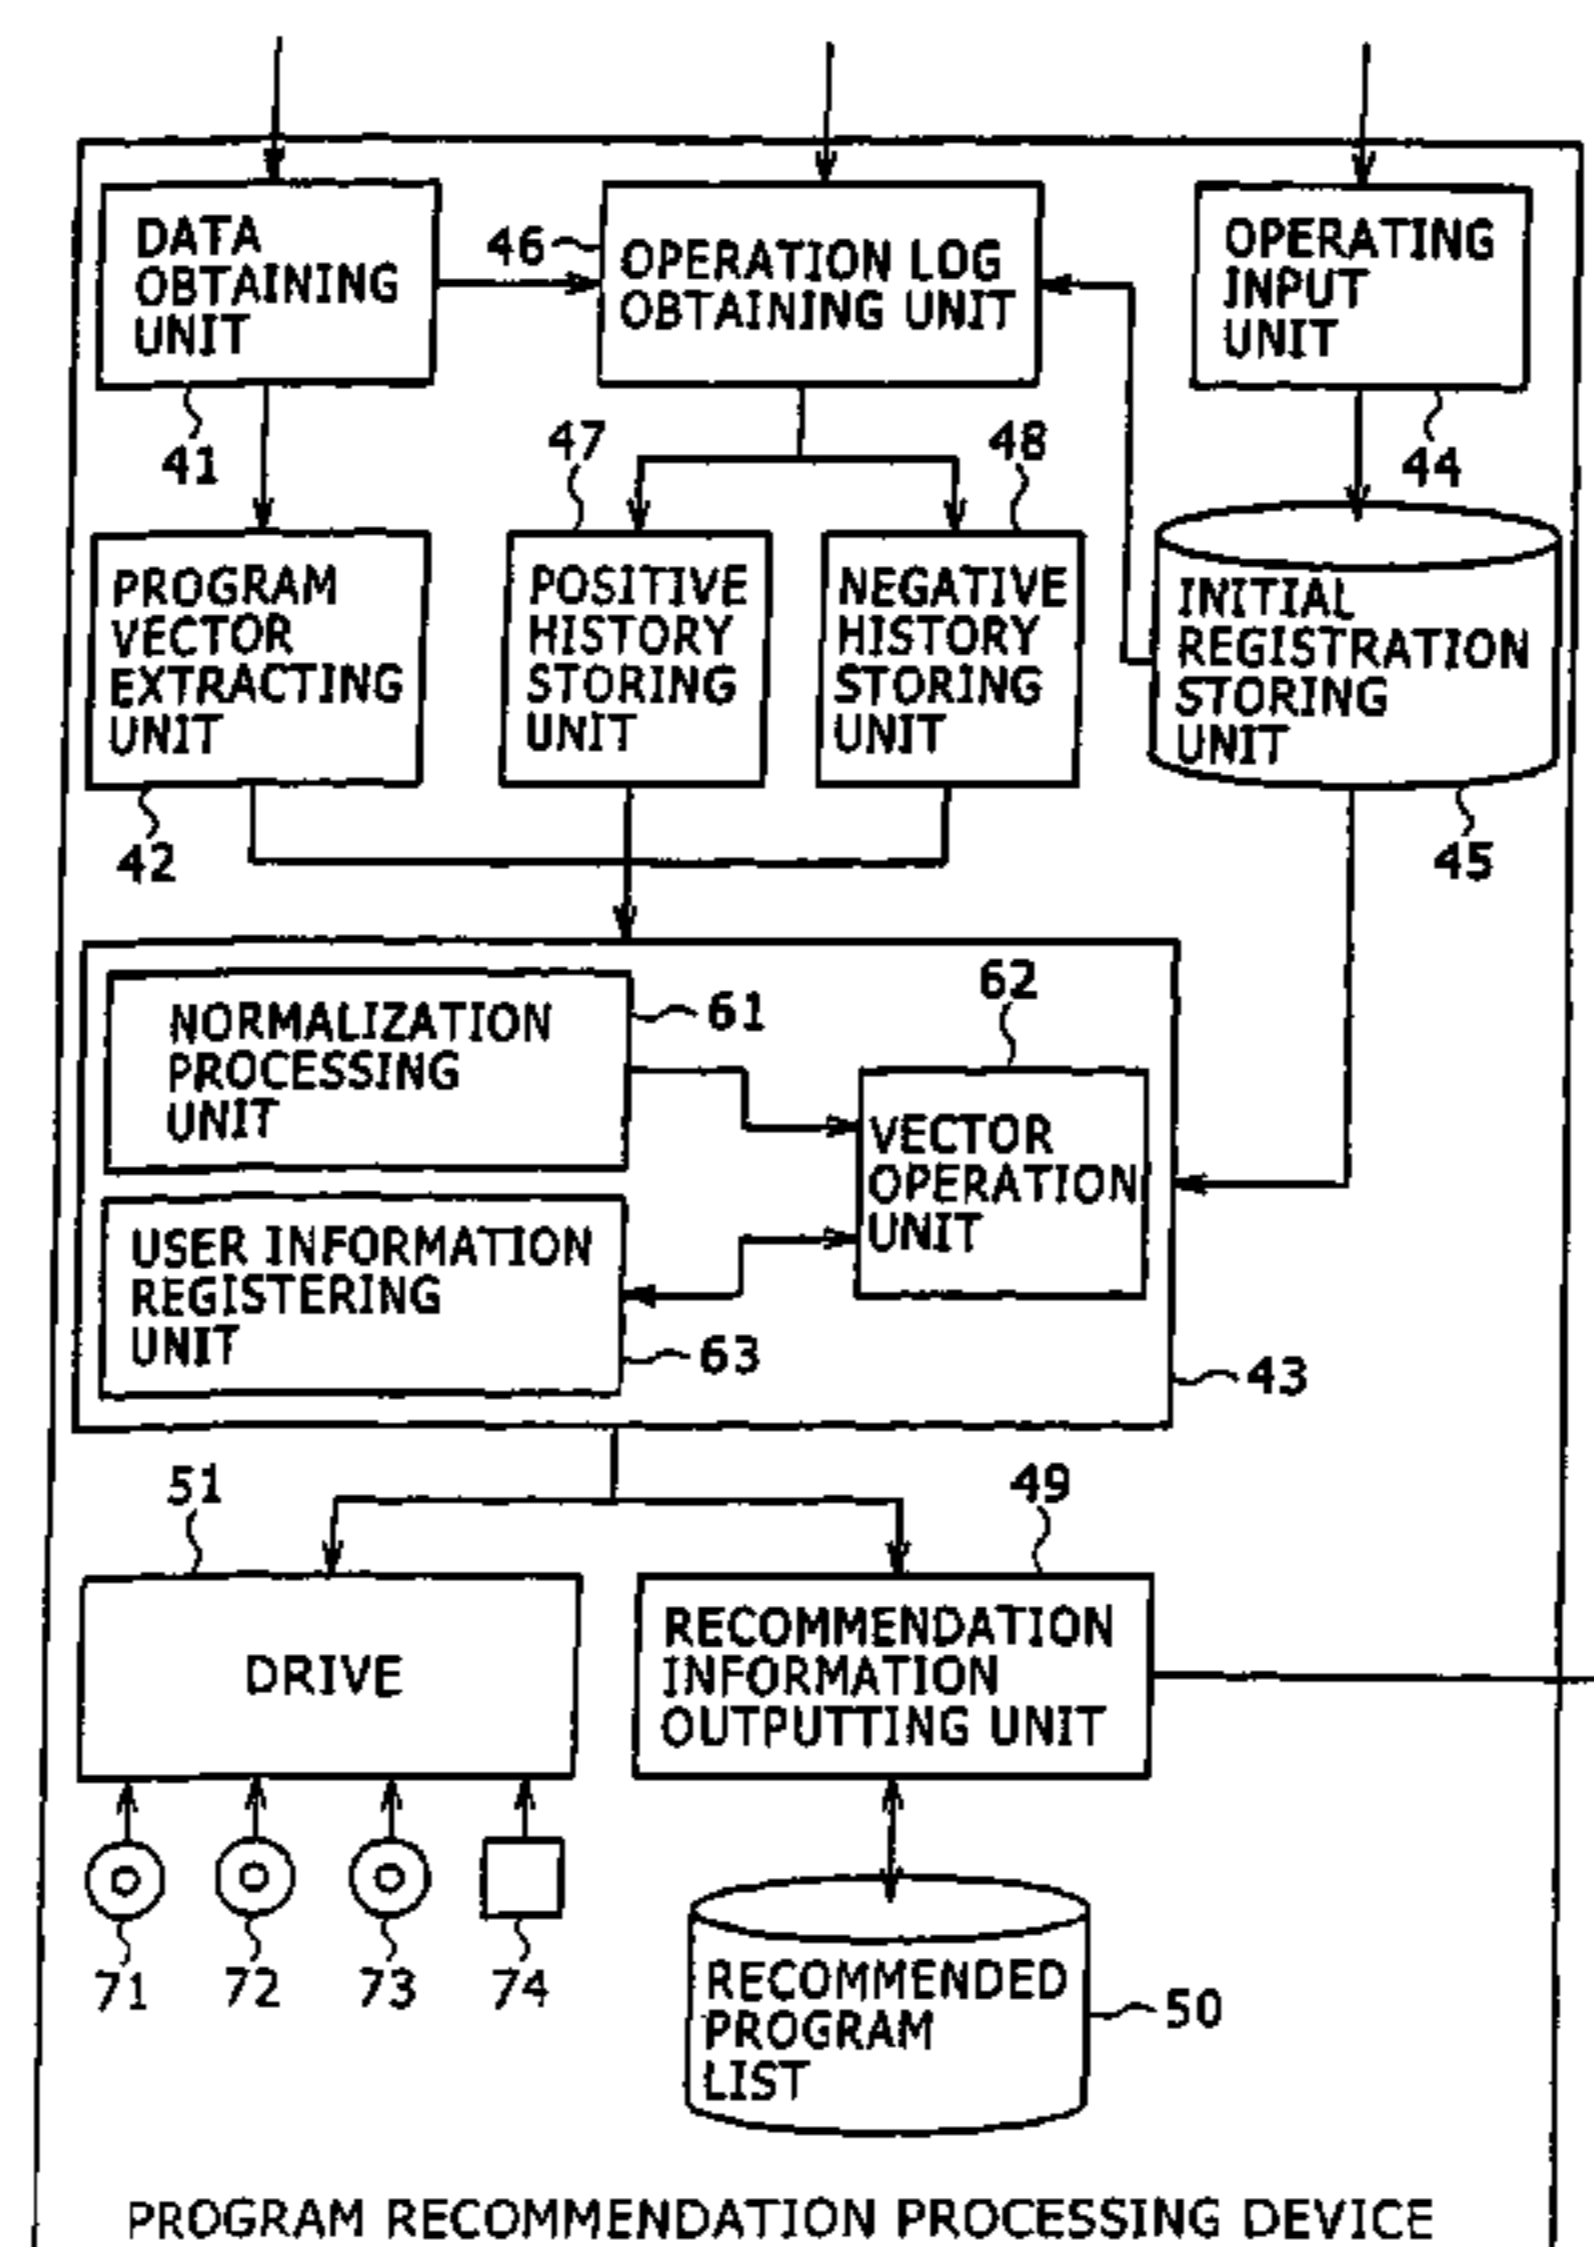 DATA
OBTAINING
UNIT
41
46
OPERATION LOG
OBTAINING UNIT
OPERATING
INPUT
UNIT
44
47
48
PROGRAM
VECTOR
EXTRACTING
UNIT
42
POSITIVE
HISTORY
STORING
UNIT
NEGATIVE
HISTORY
STORING
UNIT
INITIAL
REGISTRATION
STORING
UNIT
45
NORMALIZATION
PROCESSING
UNIT
61
62
VECTOR
OPERATION
UNIT
USER INFORMATION
REGISTERING
UNIT
63
43
51
49
DRIVE
RECOMMENDATION
INFORMATION
OUTPUTTING UNIT
71
72
73
74
RECOMMENDED
PROGRAM
LIST
50
PROGRAM RECOMMENDATION PROCESSING DEVICE